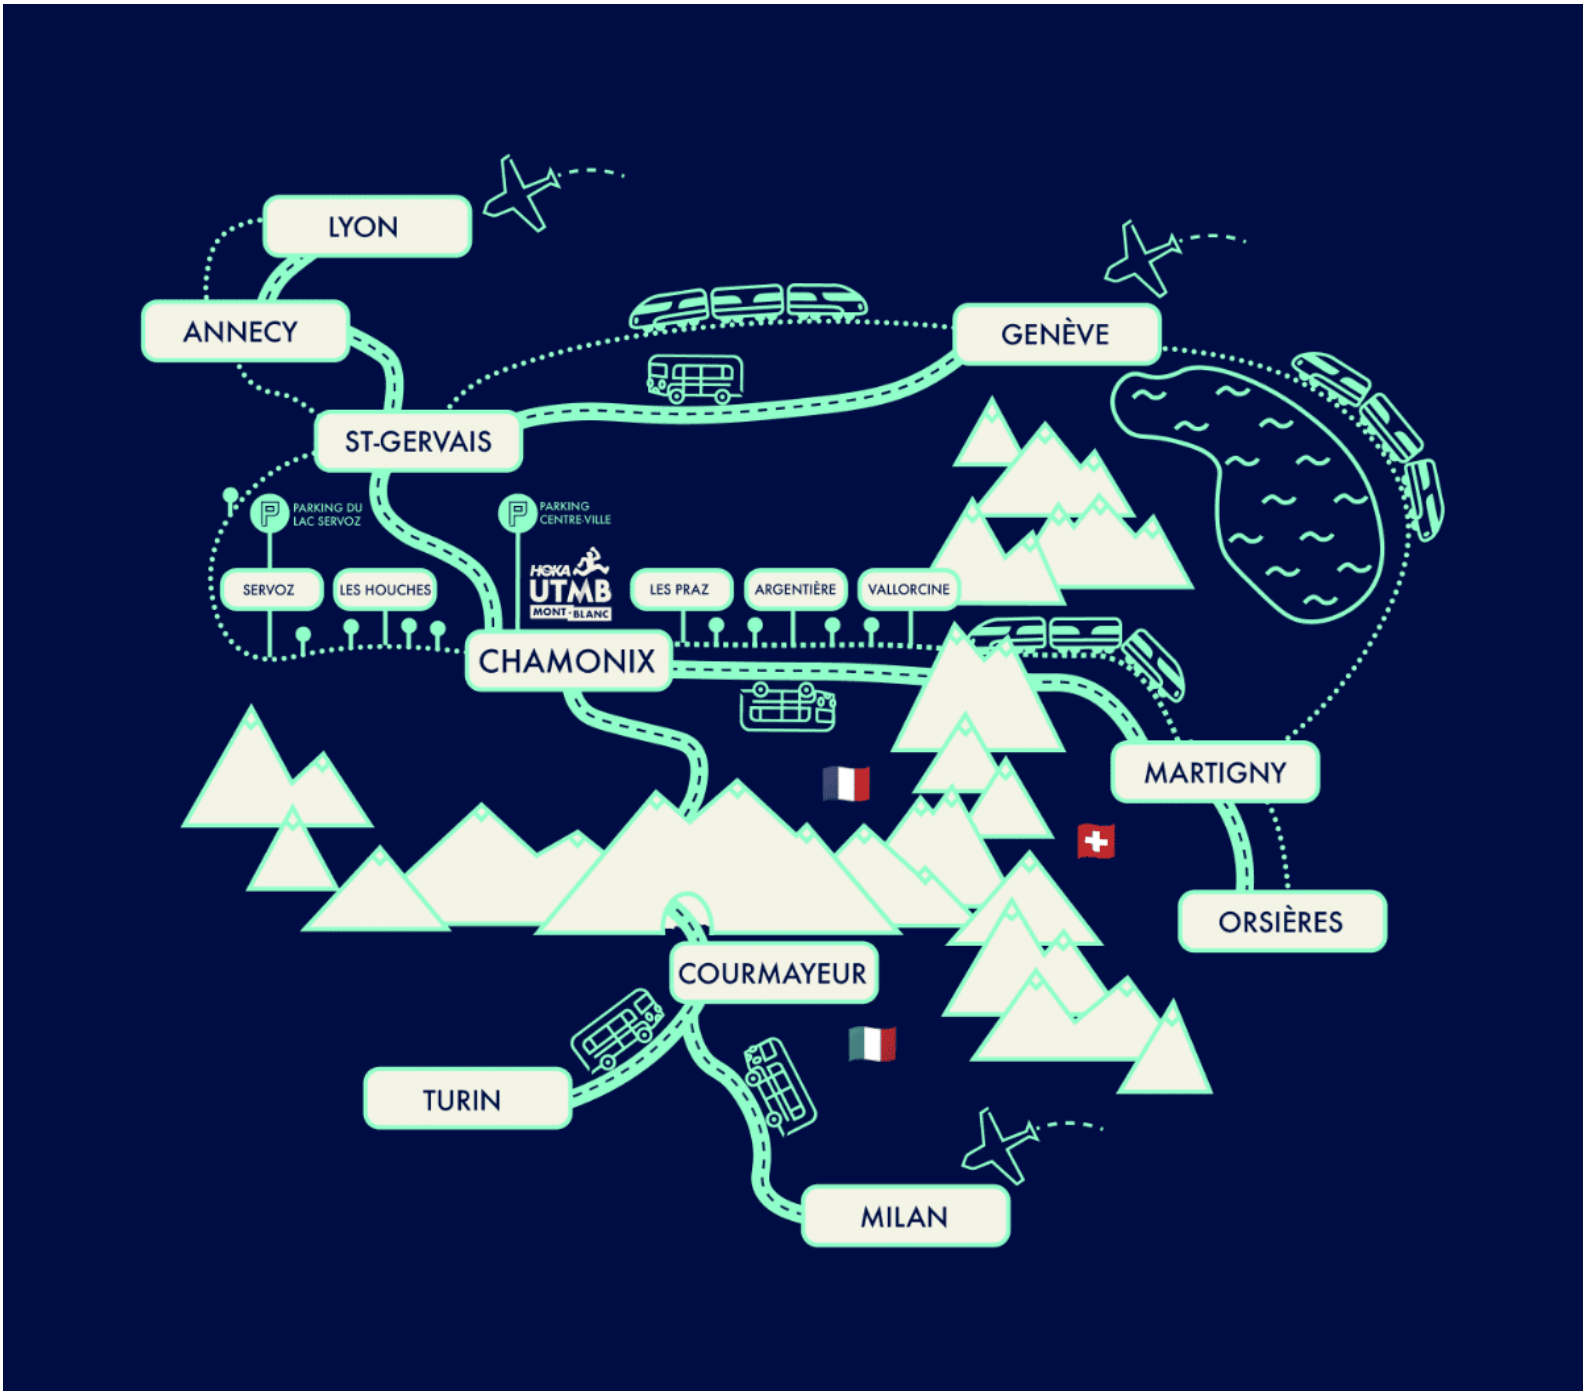 LYON
ANNECY
GENÈVE
ST-GERVAIS
P
PARKING DU
LAC SERVOZ
P
PARKING
CENTRE-VILLE
HOKA
UTMB
MONT-BLANC
SERVOZ
LES HOUCHES
LES PRAZ
ARGENTIÈRE
VALLORCINE
CHAMONIX
MARTIGNY
ORSIÈRES
COURMAYEUR
TURIN
MILAN